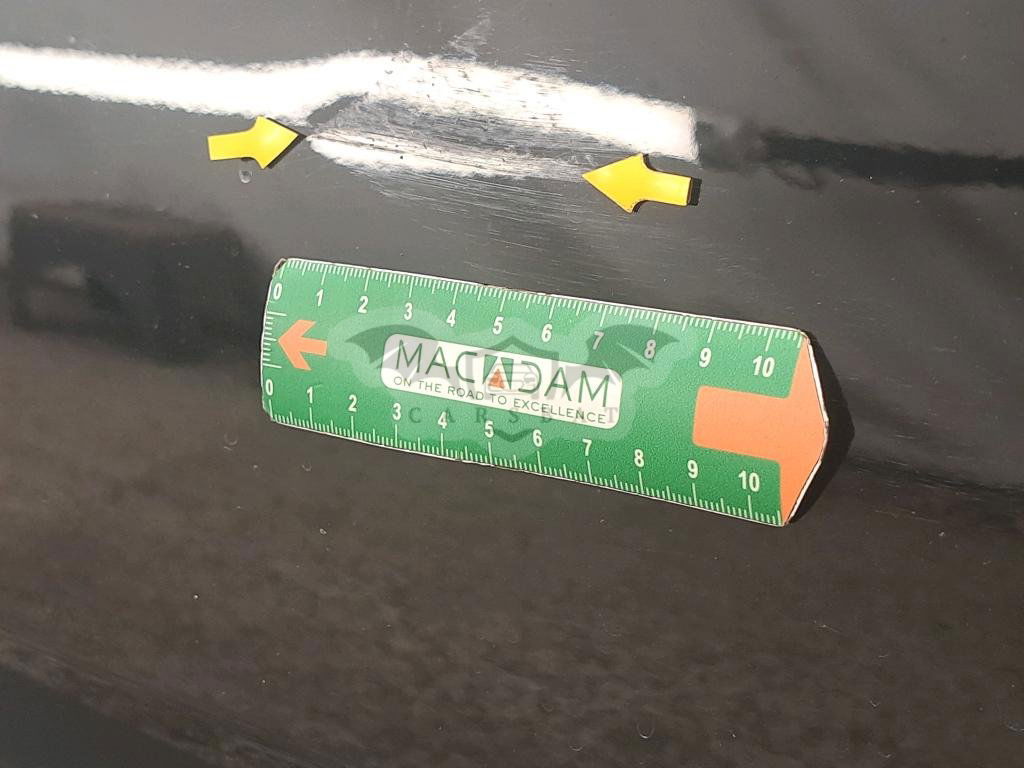 0 1 2 3 4 5 6 7 8 9 10
MACADAM
ON THE ROAD TO EXCELLENCE!
CARS
0 1 2 3 4 5 6 7 8 9 10